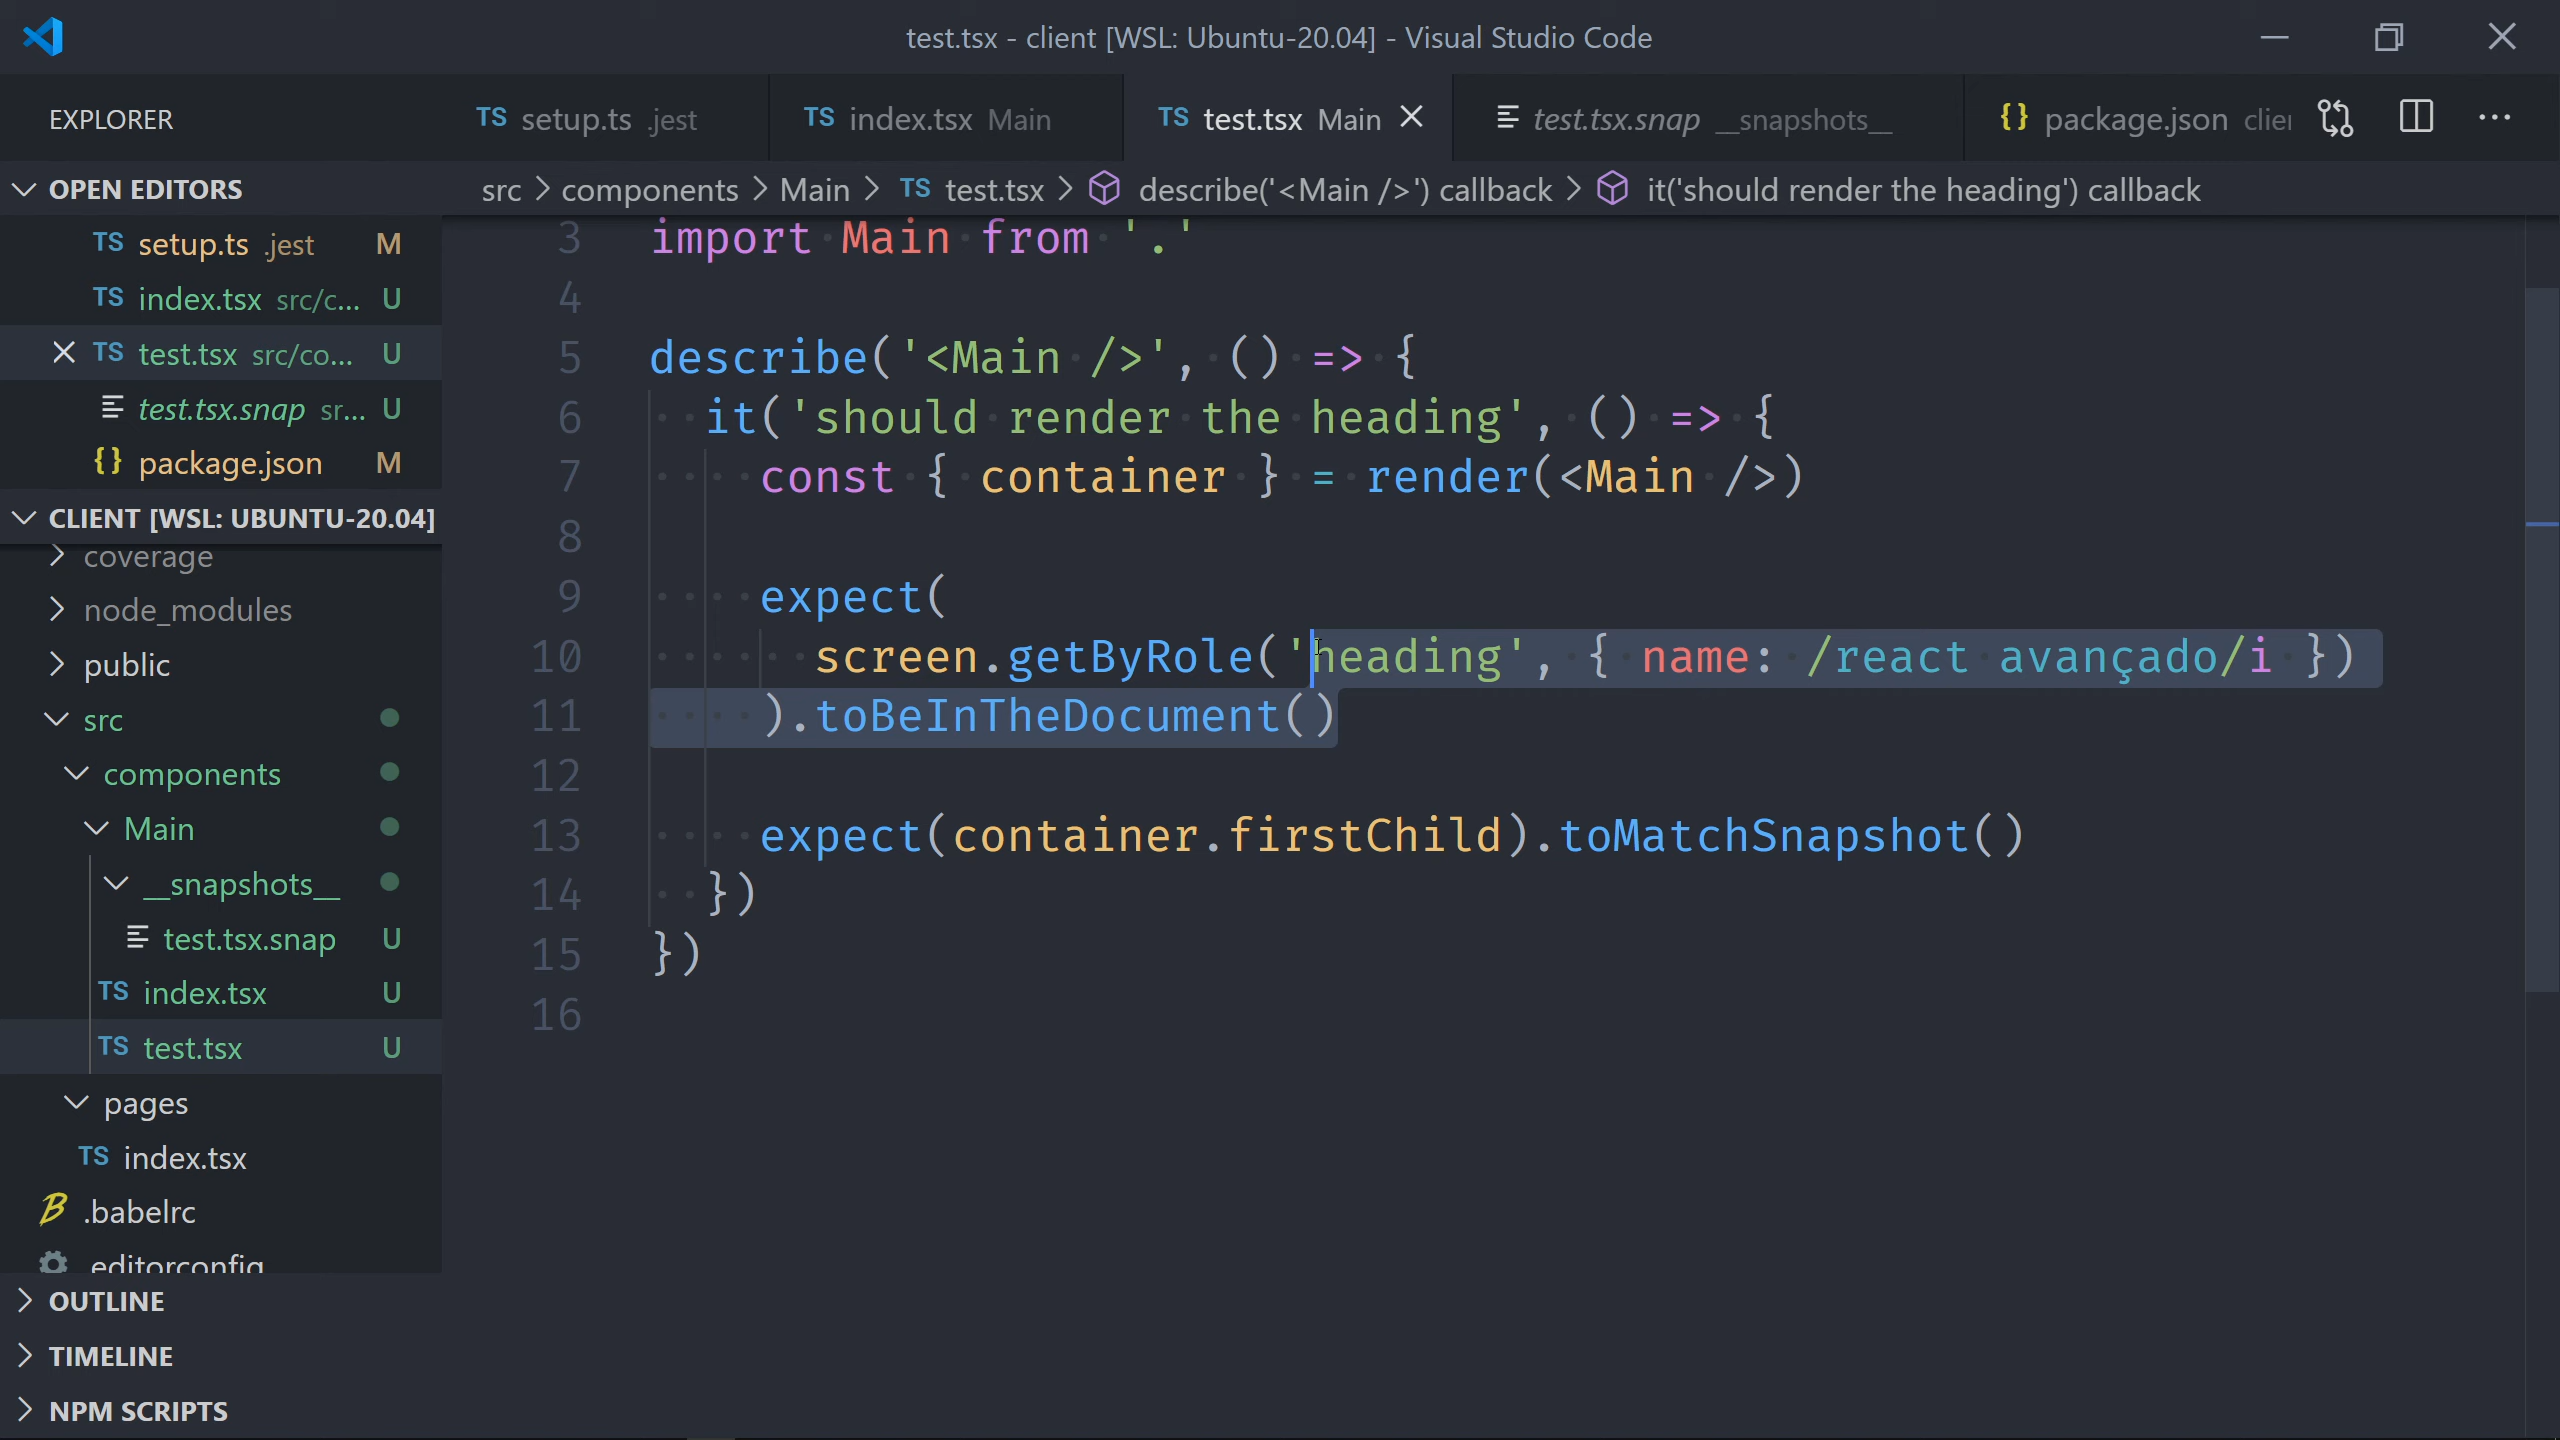 test.tsx - client [WSL: Ubuntu-20.04] - Visual Studio Code
EXPLORER
TS setup.ts .jest
TS index.tsx Main
TS test.tsx Main
test.tsx.snap __snapshots__
{} package.json clier
OPEN EDITORS
TS setup.ts .jest M
TS index.tsx src/c... U
TS test.tsx src/co... U
test.tsx.snap sr... U
{} package.json M
CLIENT [WSL: UBUNTU-20.04]
coverage
node_modules
public
src
components
Main
__snapshots__
test.tsx.snap U
TS index.tsx U
TS test.tsx U
pages
TS index.tsx
.babelrc
.editorconfig
OUTLINE
TIMELINE
NPM SCRIPTS
src > components > Main > TS test.tsx > describe('<Main />') callback > it('should render the heading') callback
3 import Main from '.'
4
5 describe('<Main />', () => {
6 it('should render the heading', () => {
7 const { container } = render(<Main />)
8
9 expect(
10 screen.getByRole('heading', { name: /react avançado/i })
11 ).toBeInTheDocument()
12
13 expect(container.firstChild).toMatchSnapshot()
14 })
15 })
16